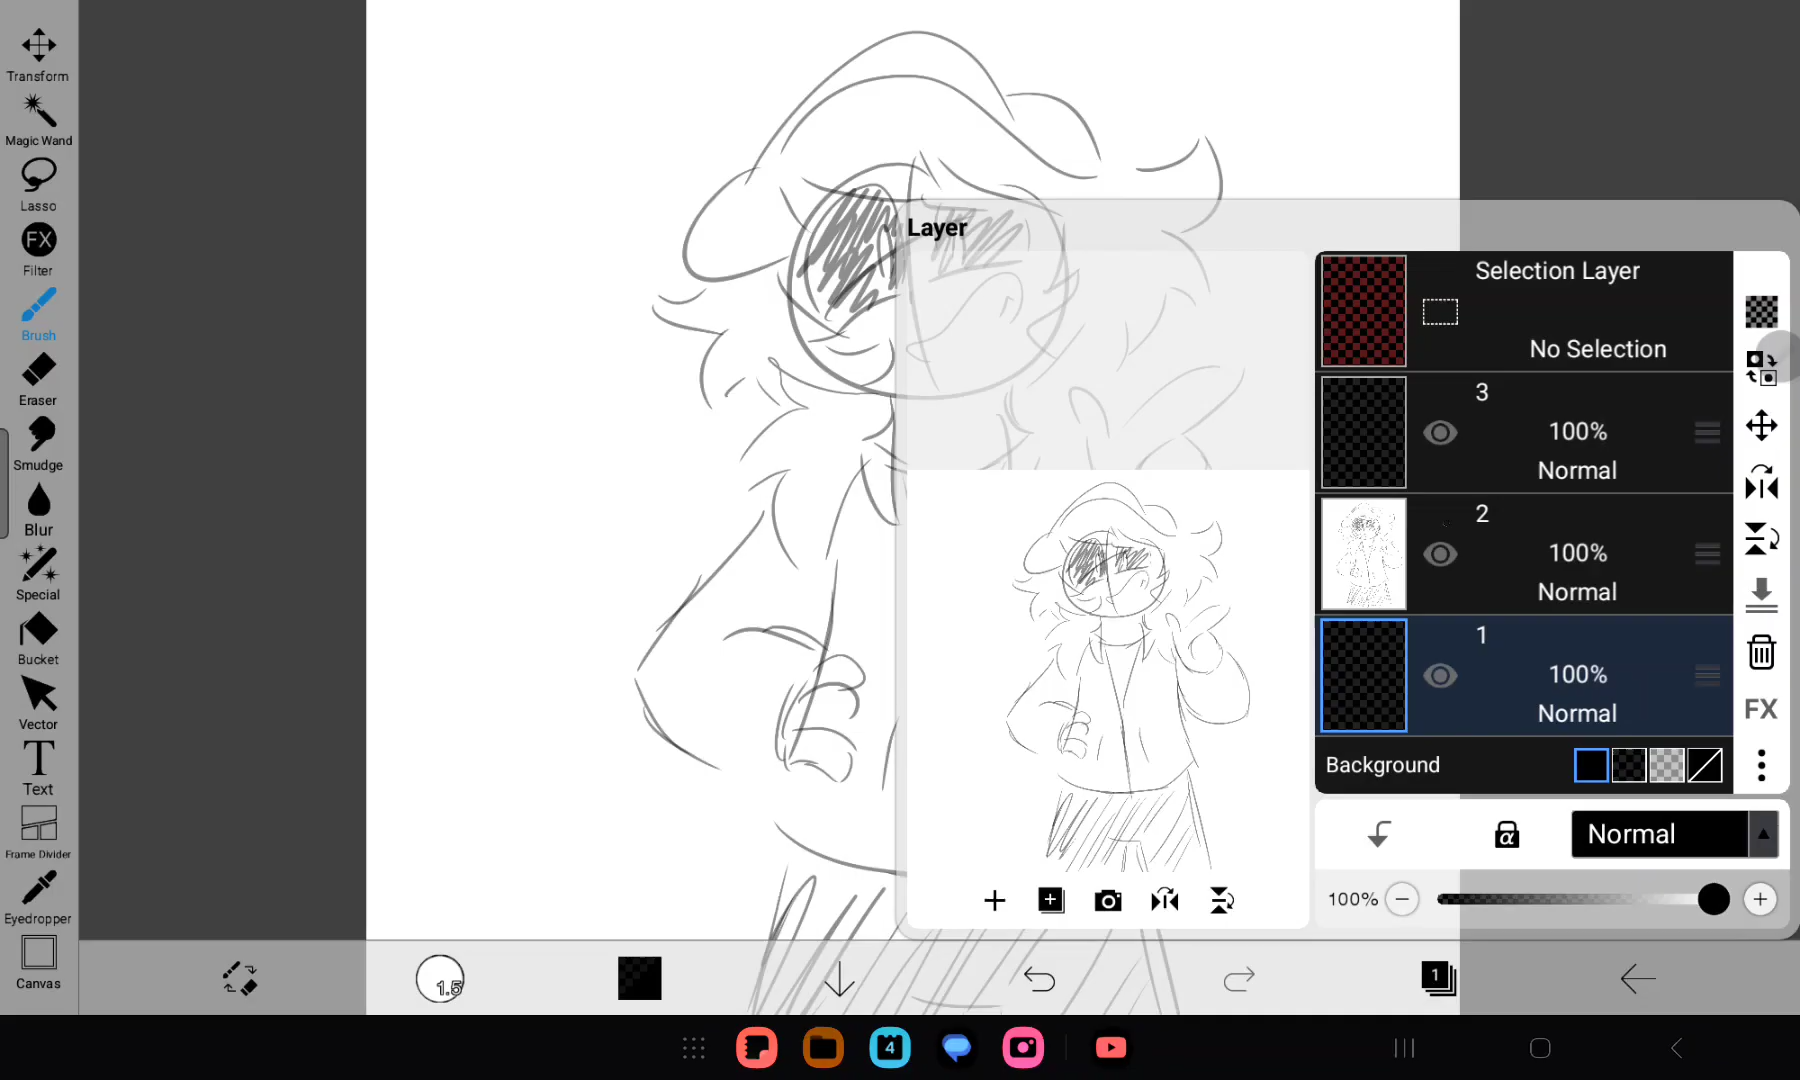 Transform
Magic Wand
Lasso
FX
Filter
Brush
Eraser
Smudge
Blur
Special
Bucket
Vector
T
Text
Frame Divider
Eyedropper
Canvas
Layer
Selection Layer
No Selection
3
100%
Normal
2
100%
Normal
1
100%
Normal
Background
FX
α
Normal
100%
1.5
1
4